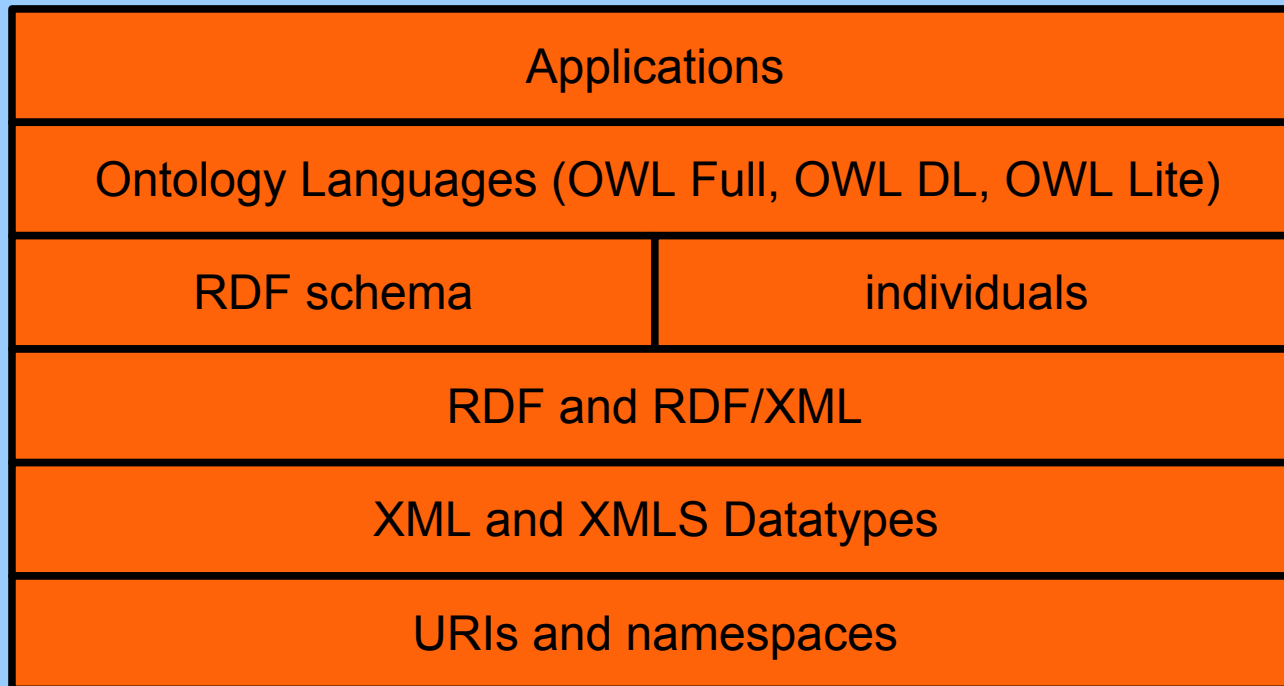 Applications
Ontology Languages (OWL Full, OWL DL, OWL Lite)
RDF schema
individuals
RDF and RDF/XML
XML and XMLS Datatypes
URIs and namespaces